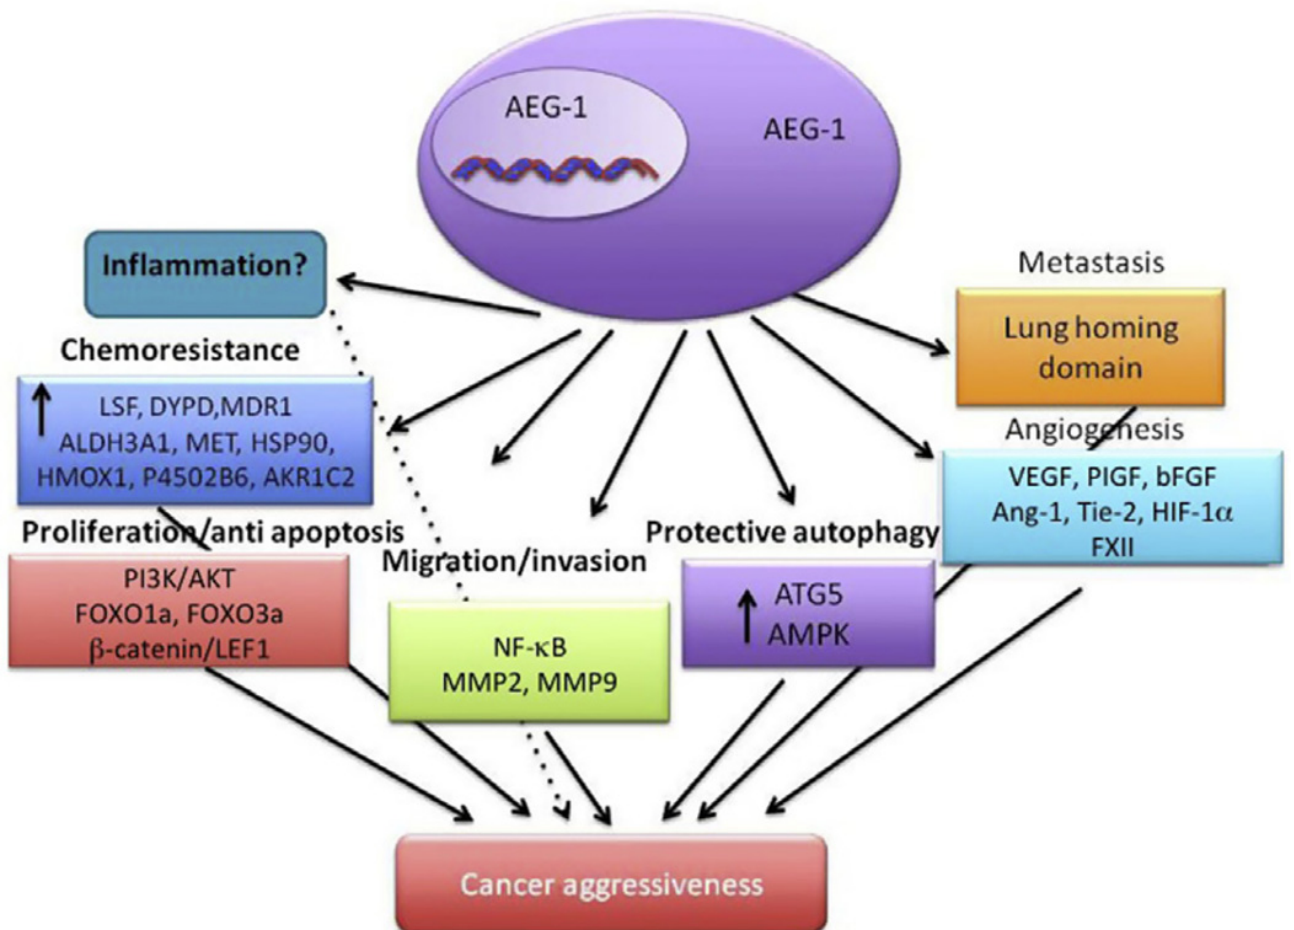 AEG-1
AEG-1
Inflammation?
Chemoresistance
LSF, DYPD,MDR1
ALDH3A1, MET, HSP90,
HMOX1, P4502B6, AKR1C2
Proliferation/anti apoptosis
PI3K/AKT
FOXO1a, FOXO3a
β-catenin/LEF1
Migration/invasion
NF-κB
MMP2, MMP9
Protective autophagy
ATG5
AMPK
Metastasis
Lung homing
domain
Angiogenesis
VEGF, PIGF, bFGF
Ang-1, Tie-2, HIF-1α
FXII
Cancer aggressiveness